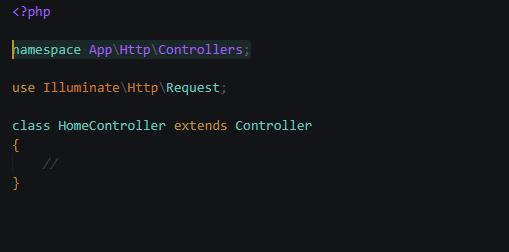 <?php
namespace App\Http\Controllers;
use Illuminate\Http\Request;
class HomeController extends Controller
{
//
}